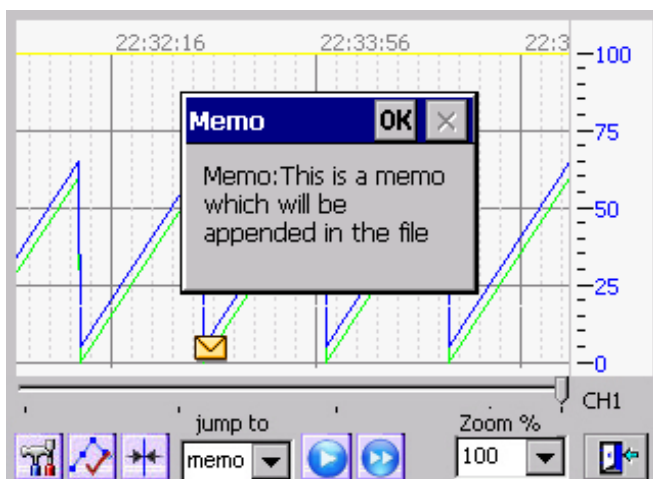 22:32:16 22:33:56 22:3
100
Memo OK
75
Memo:This is a memo
which will be
appended in the file
50
25
0
CH1
jump to Zoom %
memo 100